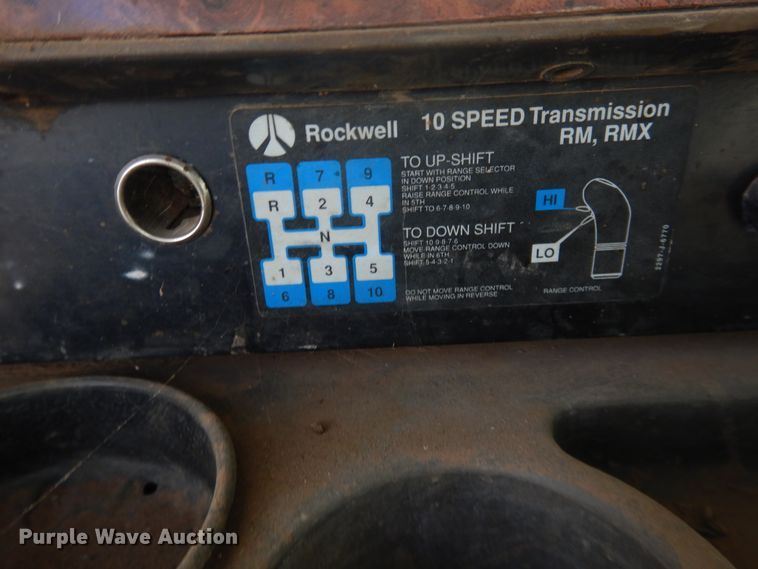 Rockwell 10 SPEED Transmission
RM, RMX
R 7 9
R 2 4
N
1 3 5
6 8 10
TO UP-SHIFT
START WITH RANGE SELECTOR
IN DOWN POSITION
SHIFT 1-2-3-4-5
RAISE RANGE CONTROL WHILE
IN 5TH
SHIFT TO 6-7-8-9-10
TO DOWN SHIFT
SHIFT 10-9-8-7-6
MOVE RANGE CONTROL DOWN
WHILE IN 6TH
SHIFT 5-4-3-2-1
DO NOT MOVE RANGE CONTROL
WHILE MOVING IN REVERSE
HI
LO
RANGE CONTROL
Purple Wave Auction